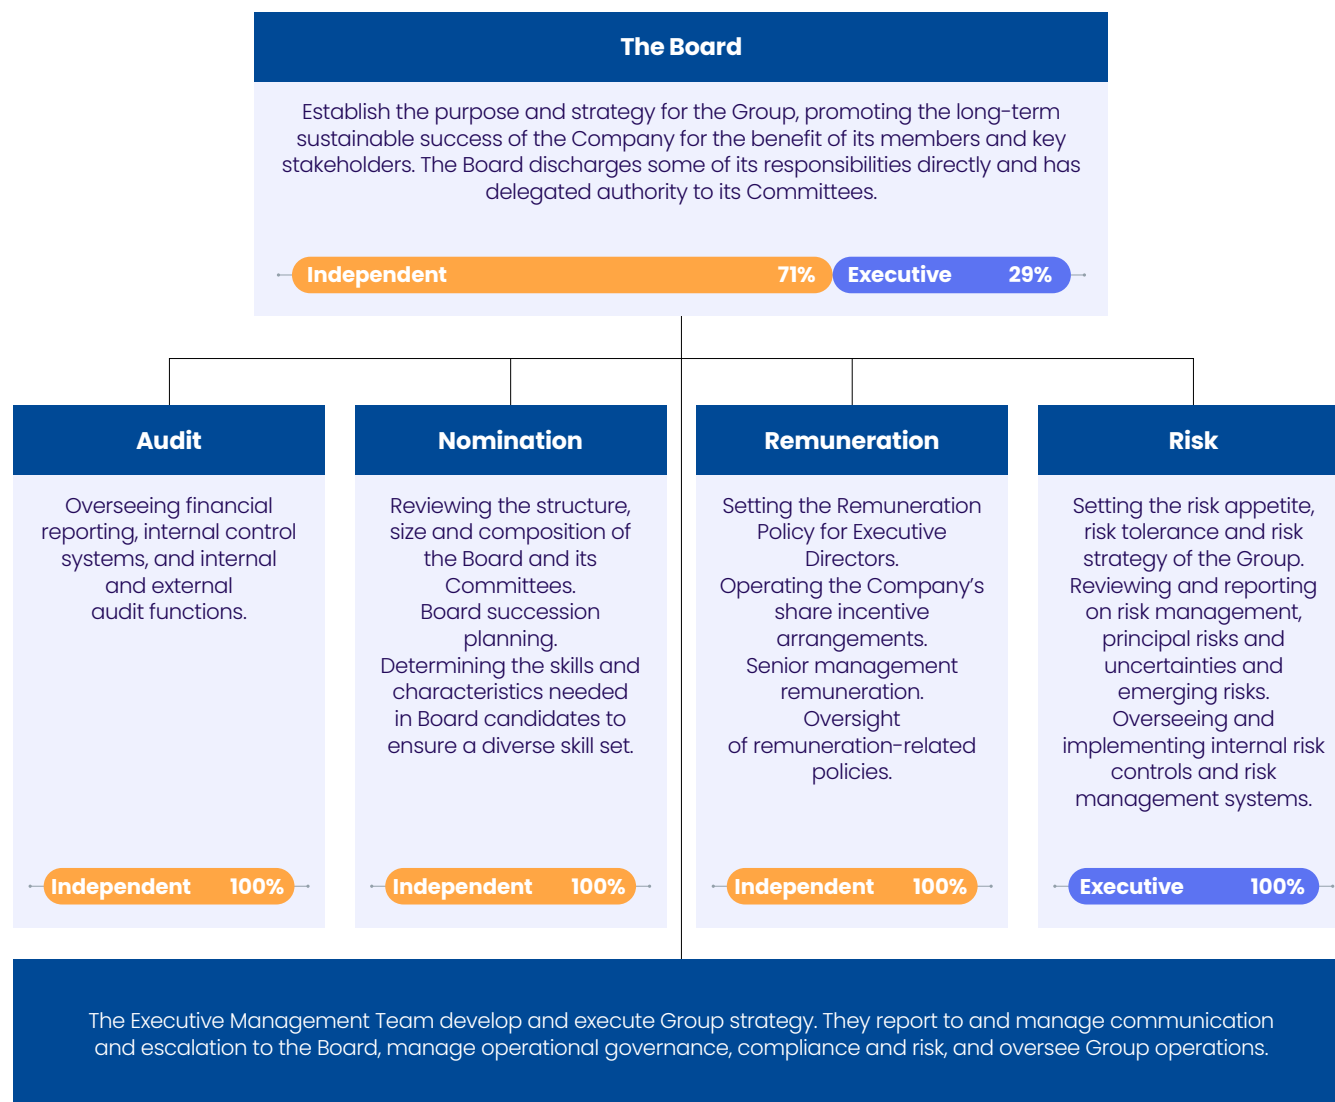 The Board
Establish the purpose and strategy for the Group, promoting the long-term
sustainable success of the Company for the benefit of its members and key
stakeholders. The Board discharges some of its responsibilities directly and has
delegated authority to its Committees.
Independent 71% Executive 29%
Audit
Overseeing financial
reporting, internal control
systems, and internal
and external
audit functions.
Independent 100%
Nomination
Reviewing the structure,
size and composition of
the Board and its
Committees.
Board succession
planning.
Determining the skills and
characteristics needed
in Board candidates to
ensure a diverse skill set.
Independent 100%
Remuneration
Setting the Remuneration
Policy for Executive
Directors.
Operating the Company's
share incentive
arrangements.
Senior management
remuneration.
Oversight
of remuneration-related
policies.
Independent 100%
Risk
Setting the risk appetite,
risk tolerance and risk
strategy of the Group.
Reviewing and reporting
on risk management,
principal risks and
uncertainties and
emerging risks.
Overseeing and
implementing internal risk
controls and risk
management systems.
Executive 100%
The Executive Management Team develop and execute Group strategy. They report to and manage communication
and escalation to the Board, manage operational governance, compliance and risk, and oversee Group operations.